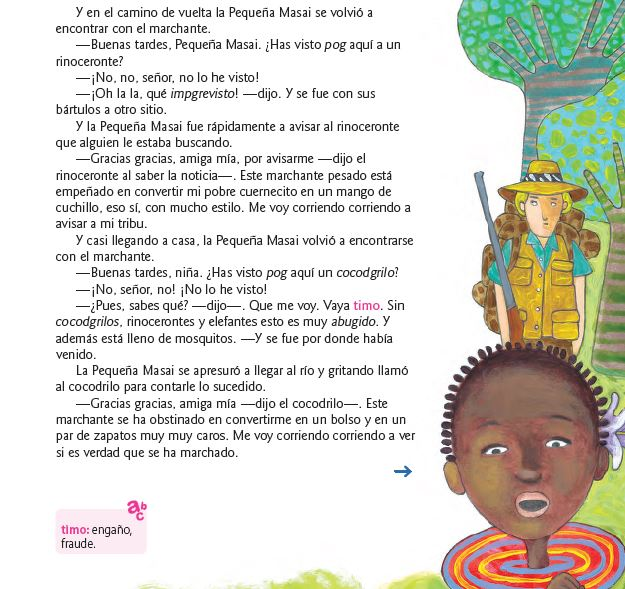 Y en el camino de vuelta la Pequeña Masai se volvió a
encontrar con el marchante.
—Buenas tardes, Pequeña Masai. ¿Has visto pog aquí a un
rinoceronte?
—¡No, no, señor, no lo he visto!
—¡Oh la la, qué impgrevisto! —dijo. Y se fue con sus
bártulos a otro sitio.
Y la Pequeña Masai fue rápidamente a avisar al rinoceronte
que alguien le estaba buscando.
—Gracias gracias, amiga mía, por avisarme —dijo el
rinoceronte al saber la noticia—. Este marchante pesado está
empeñado en convertir mi pobre cuernecito en un mango de
cuchillo, eso sí, con mucho estilo. Me voy corriendo corriendo a
avisar a mi tribu.
Y casi llegando a casa, la Pequeña Masai volvió a encontrarse
con el marchante.
—Buenas tardes, niña. ¿Has visto pog aquí un cocodgrilo?
—¡No, señor, no! ¡No lo he visto!
—¿Pues, sabes qué? —dijo—. Que me voy. Vaya timo. Sin
cocodgrilos, rinocerontes y elefantes esto es muy abugido. Y
además está lleno de mosquitos. —Y se fue por donde había
venido.
La Pequeña Masai se apresuró a llegar al río y gritando llamó
al cocodrilo para contarle lo sucedido.
—Gracias gracias, amiga mía —dijo el cocodrilo—. Este
marchante se ha obstinado en convertirme en un bolso y en un
par de zapatos muy muy caros. Me voy corriendo corriendo a ver
si es verdad que se ha marchado.
a b c
timo: engaño,
fraude.